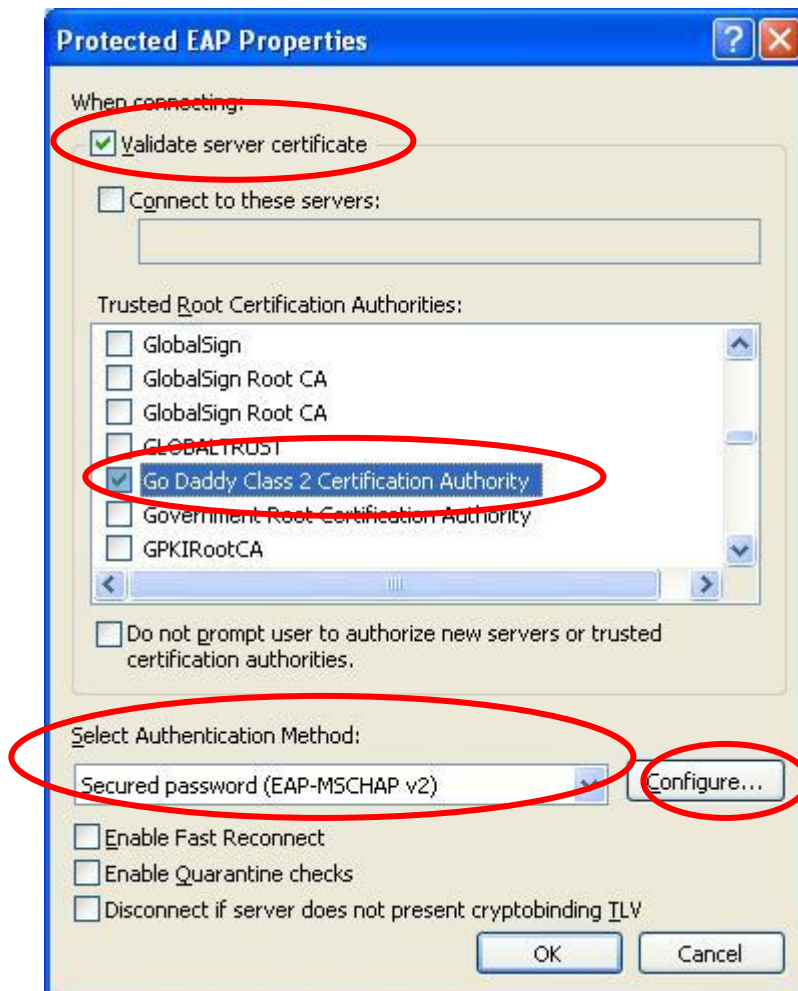 Protected EAP Properties
When connecting:
Validate server certificate
Connect to these servers:
Trusted Root Certification Authorities:
GlobalSign
GlobalSign Root CA
GlobalSign Root CA
GLOBALTRUST
Go Daddy Class 2 Certification Authority
Government Root Certification Authority
GPKIRootCA
Do not prompt user to authorize new servers or trusted
certification authorities.
Select Authentication Method:
Secured password (EAP-MSCHAP v2)
Configure...
Enable Fast Reconnect
Enable Quarantine checks
Disconnect if server does not present cryptobinding TLV
OK Cancel